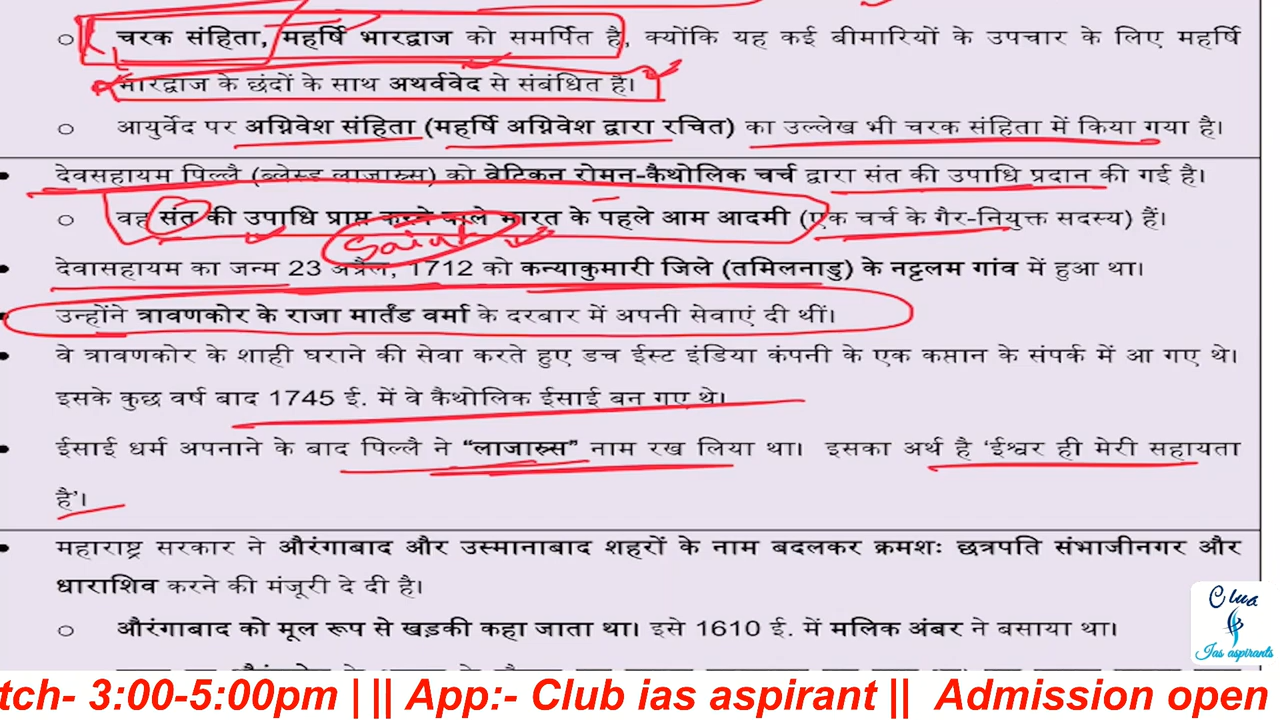 चरक संहिता, महर्षि भारद्वाज को समर्पित है, क्योंकि यह कई बीमारियों के उपचार के लिए महर्षि
भारद्वाज के छंदों के साथ अथर्ववेद से संबंधित है।
आयुर्वेद पर अग्निवेश संहिता (महर्षि अग्निवेश द्वारा रचित) का उल्लेख भी चरक संहिता में किया गया है।
देवसहायम पिल्लै (ब्लेस्ड लाजारुस) को वेटिकन रोमन-कैथोलिक चर्च द्वारा संत की उपाधि प्रदान की गई है।
वह संत की उपाधि प्राप्त करने वाले भारत के पहले आम आदमी (एक चर्च के गैर-नियुक्त सदस्य) हैं।
Saint
देवासहायम का जन्म 23 अप्रैल, 1712 को कन्याकुमारी जिले (तमिलनाडु) के नट्टलम गांव में हुआ था।
उन्होंने त्रावणकोर के राजा मार्तंड वर्मा के दरबार में अपनी सेवाएं दी थीं।
वे त्रावणकोर के शाही घराने की सेवा करते हुए डच ईस्ट इंडिया कंपनी के एक कप्तान के संपर्क में आ गए थे।
इसके कुछ वर्ष बाद 1745 ई. में वे कैथोलिक ईसाई बन गए थे।
ईसाई धर्म अपनाने के बाद पिल्लै ने “लाजारुस” नाम रख लिया था। इसका अर्थ है ‘ईश्वर ही मेरी सहायता
है’।
महाराष्ट्र सरकार ने औरंगाबाद और उस्मानाबाद शहरों के नाम बदलकर क्रमशः छत्रपति संभाजीनगर और
धाराशिव करने की मंजूरी दे दी है।
औरंगाबाद को मूल रूप से खड़की कहा जाता था। इसे 1610 ई. में मलिक अंबर ने बसाया था।
Club
Ias aspirants
tch- 3:00-5:00pm | || App:- Club ias aspirant || Admission open